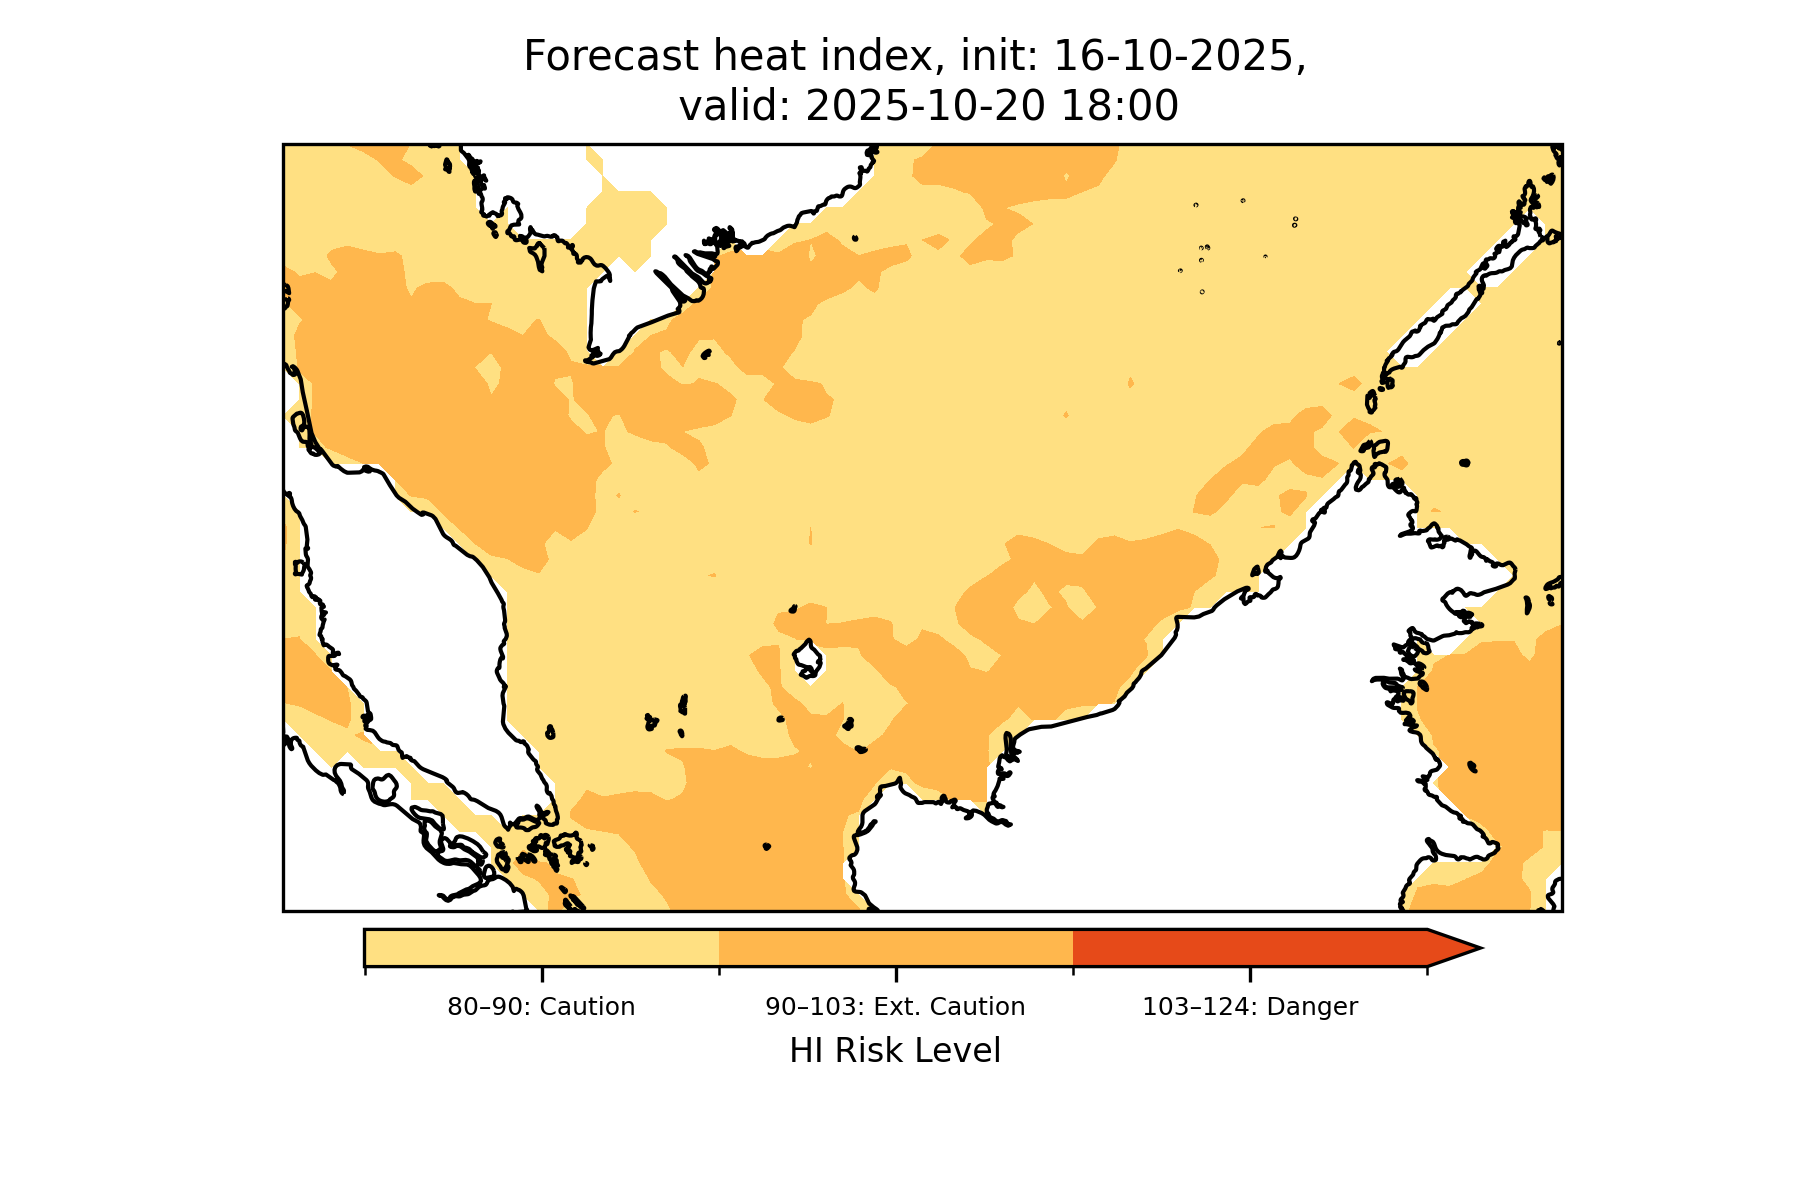 Forecast heat index, init: 16-10-2025,
valid: 2025-10-20 18:00
80–90: Caution
90–103: Ext. Caution
103–124: Danger
HI Risk Level